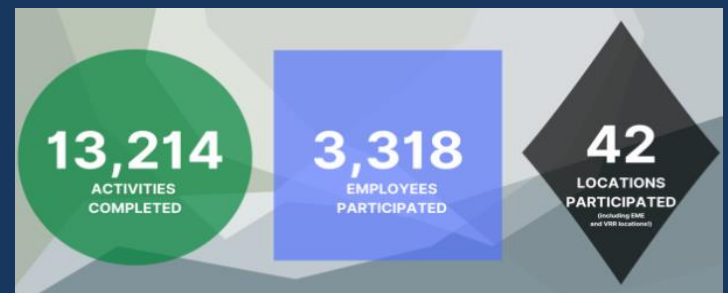 13,214
ACTIVITIES
COMPLETED
3,318
EMPLOYEES
PARTICIPATED
42
LOCATIONS
PARTICIPATED
(including EME
and VRR locations!)